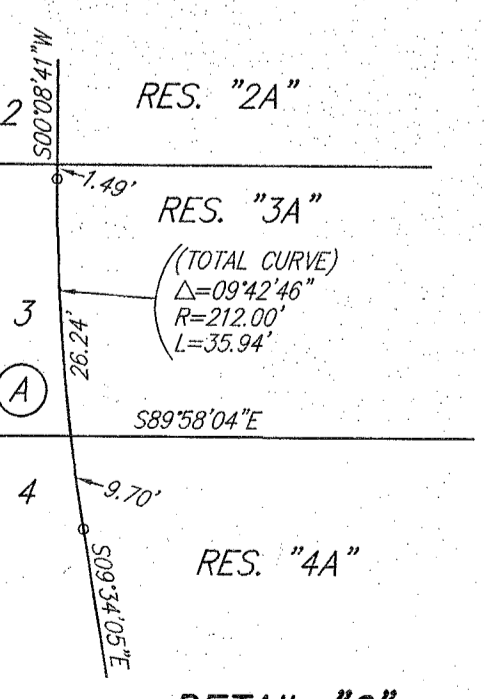 S00°08'41"W
2
RES. "2A"
1.49'
RES. "3A"
(TOTAL CURVE)
Δ=09°42'46"
R=212.00'
L=35.94'
3
26.24'
A
S89°58'04"E
4
9.70'
S09°34'05"E
RES. "4A"